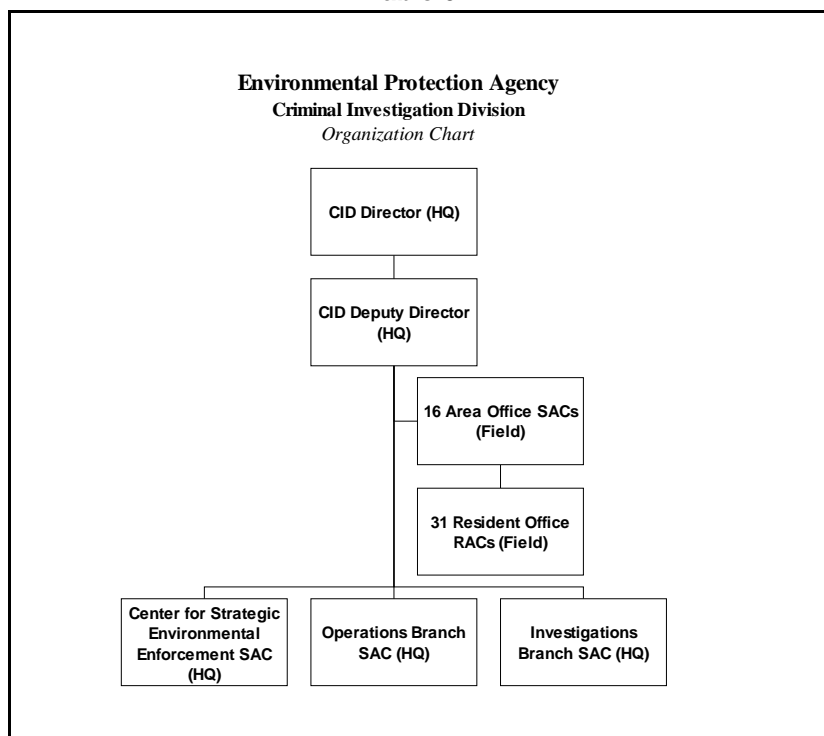 Environmental Protection Agency
Criminal Investigation Division
Organization Chart
CID Director (HQ)
CID Deputy Director
(HQ)
16 Area Office SACs
(Field)
31 Resident Office
RACs (Field)
Center for Strategic
Environmental
Enforcement SAC
(HQ)
Operations Branch
SAC (HQ)
Investigations
Branch SAC (HQ)